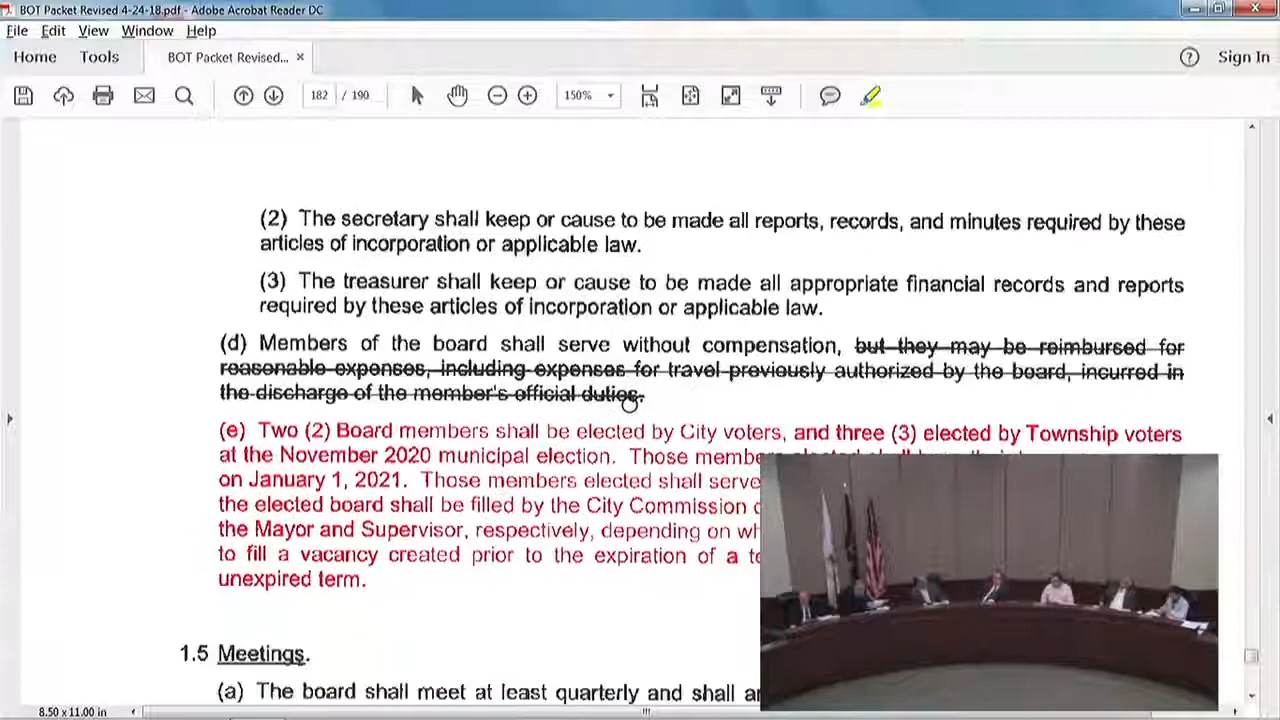 BOT Packet Revised 4-24-18.pdf - Adobe Acrobat Reader DC
File Edit View Window Help
Home Tools BOT Packet Revised... × Sign In
182 / 190 150%
(2) The secretary shall keep or cause to be made all reports, records, and minutes required by these
articles of incorporation or applicable law.
(3) The treasurer shall keep or cause to be made all appropriate financial records and reports
required by these articles of incorporation or applicable law.
(d) Members of the board shall serve without compensation, but they may be reimbursed for
reasonable expenses, including expenses for travel previously authorized by the board, incurred in
the discharge of the member's official duties.
(e) Two (2) Board members shall be elected by City voters, and three (3) elected by Township voters
at the November 2020 municipal election. Those
on January 1, 2021. Those members elected shall serve
the elected board shall be filled by the City Commission
the Mayor and Supervisor, respectively, depending on
to fill a vacancy created prior to the expiration of a
unexpired term.
1.5 Meetings.
(a) The board shall meet at least quarterly and shall
8.50 x 11.00 in